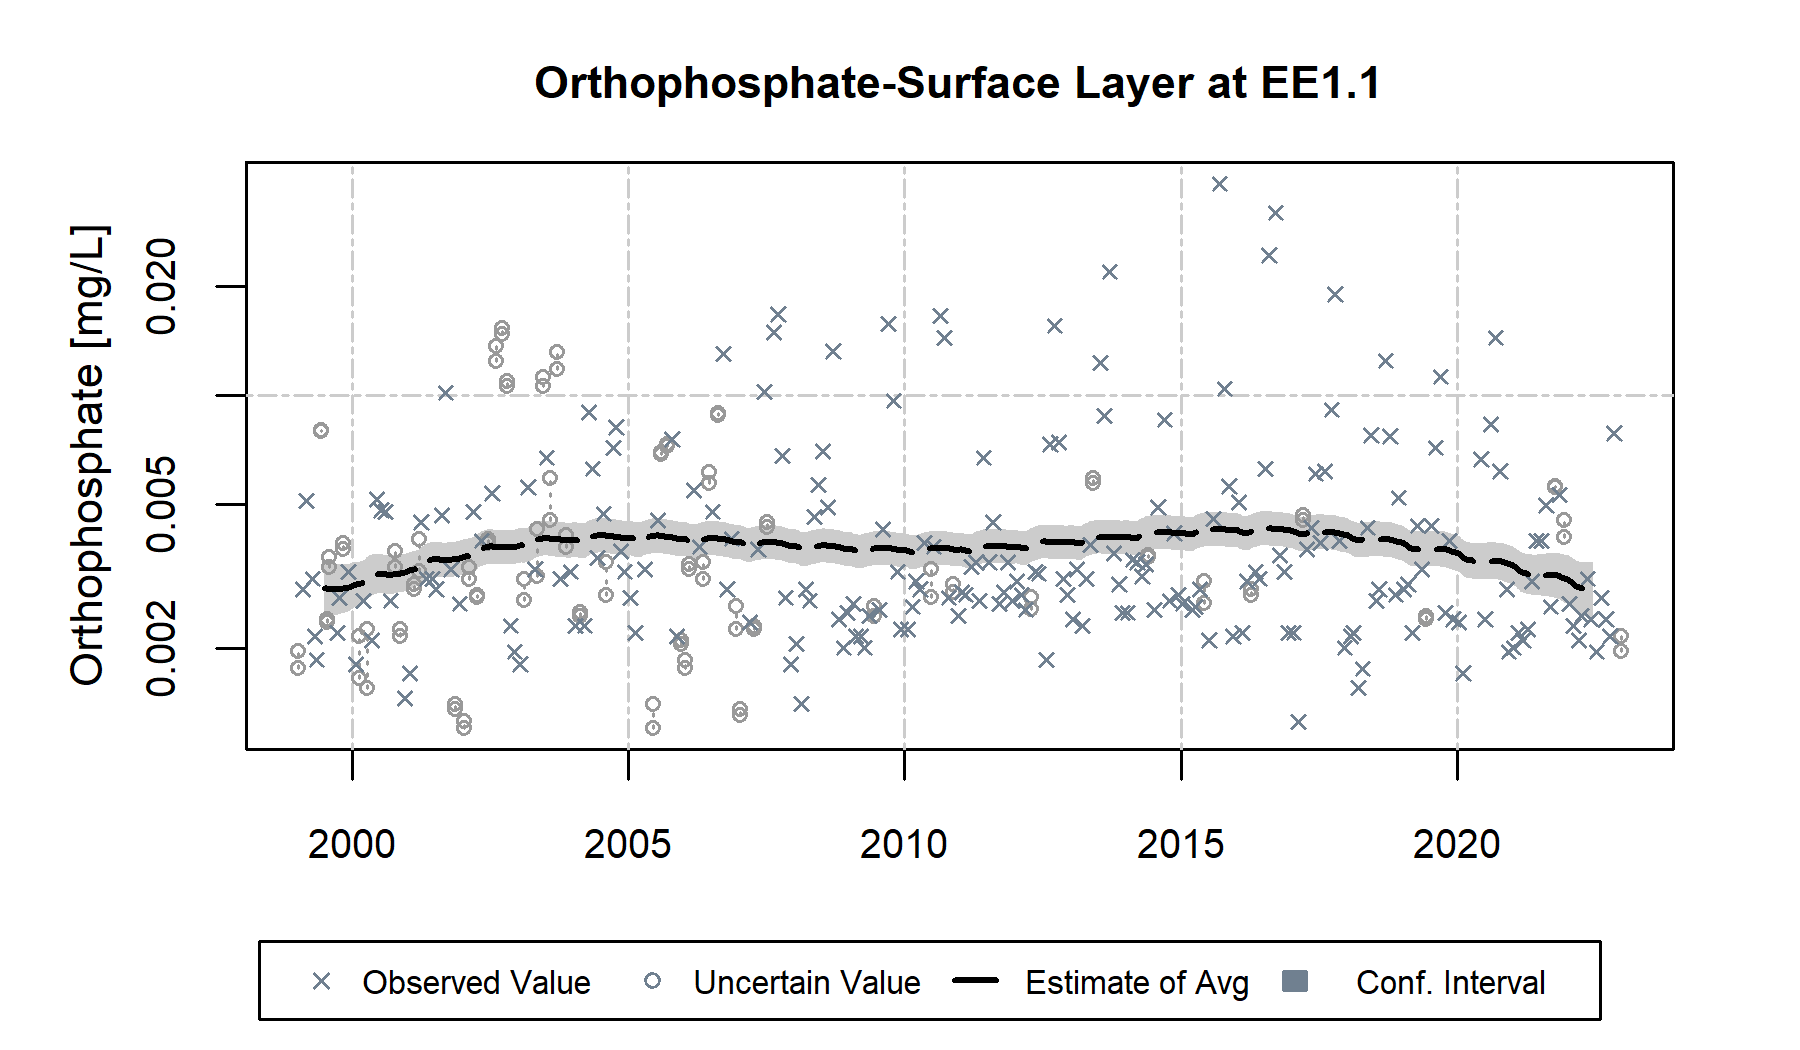 Orthophosphate-Surface Layer at EE1.1
Orthophosphate [mg/L]
0.020
0.005
0.002
2000 2005 2010 2015 2020
Observed Value Uncertain Value Estimate of Avg Conf. Interval